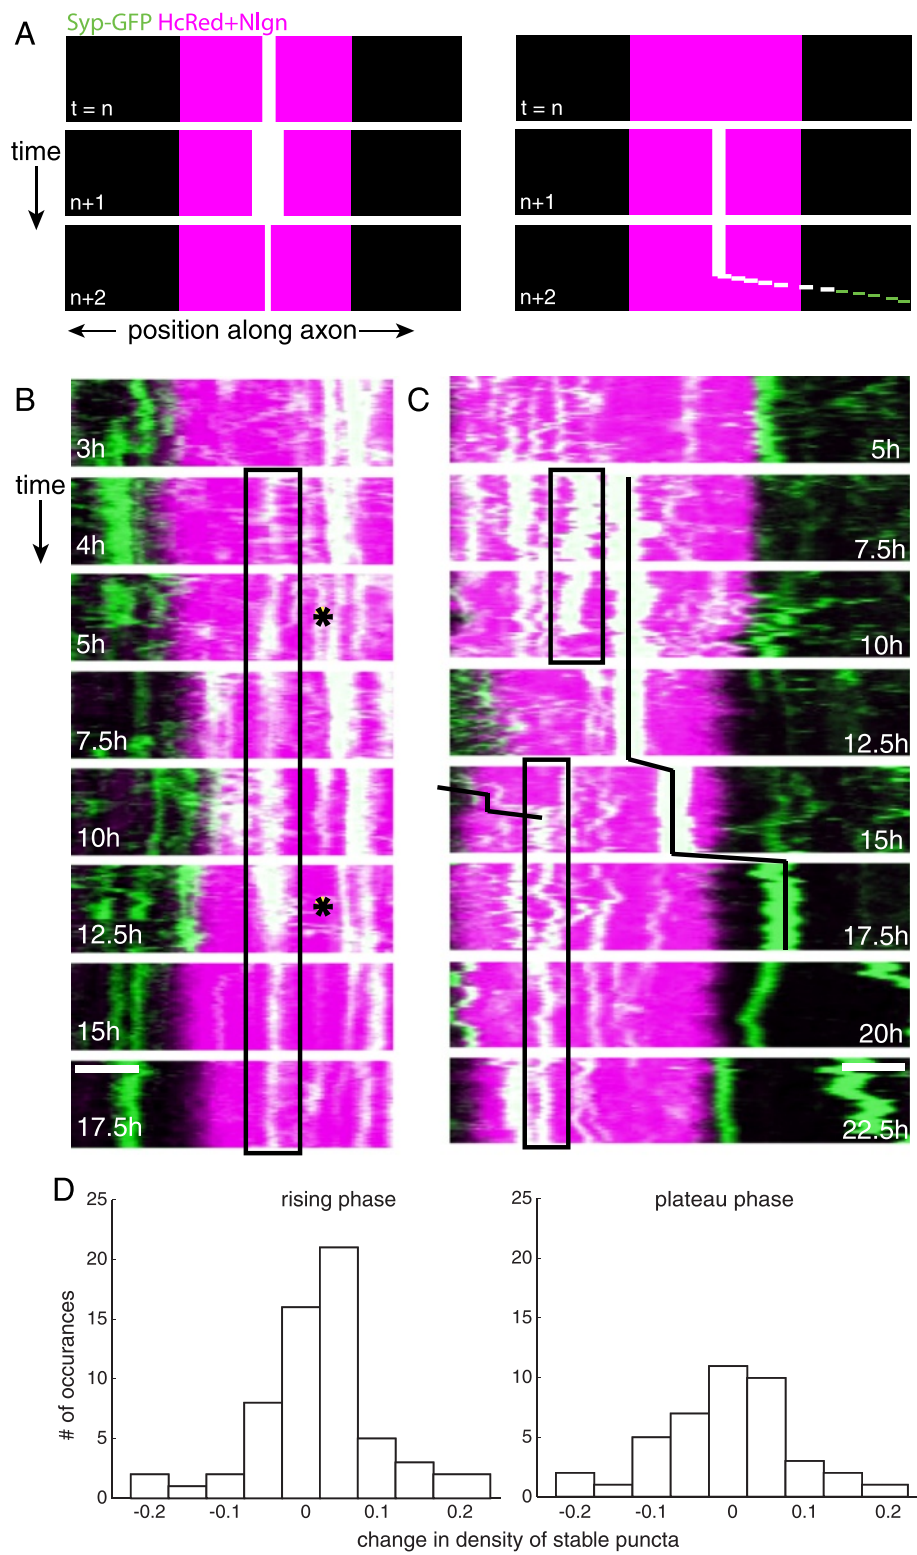 A
Syp-GFP HcRed+Nlgn
t = n
t = n
time
n+1
n+1
n+2
n+2
position along axon
B
C
3h
5h
time
4h
7.5h
5h
*
10h
7.5h
12.5h
10h
15h
12.5h
*
17.5h
15h
20h
17.5h
22.5h
D
rising phase
plateau phase
# of occurances
25
20
15
10
5
0
-0.2
-0.1
0
0.1
0.2
25
20
15
10
5
0
-0.2
-0.1
0
0.1
0.2
change in density of stable puncta